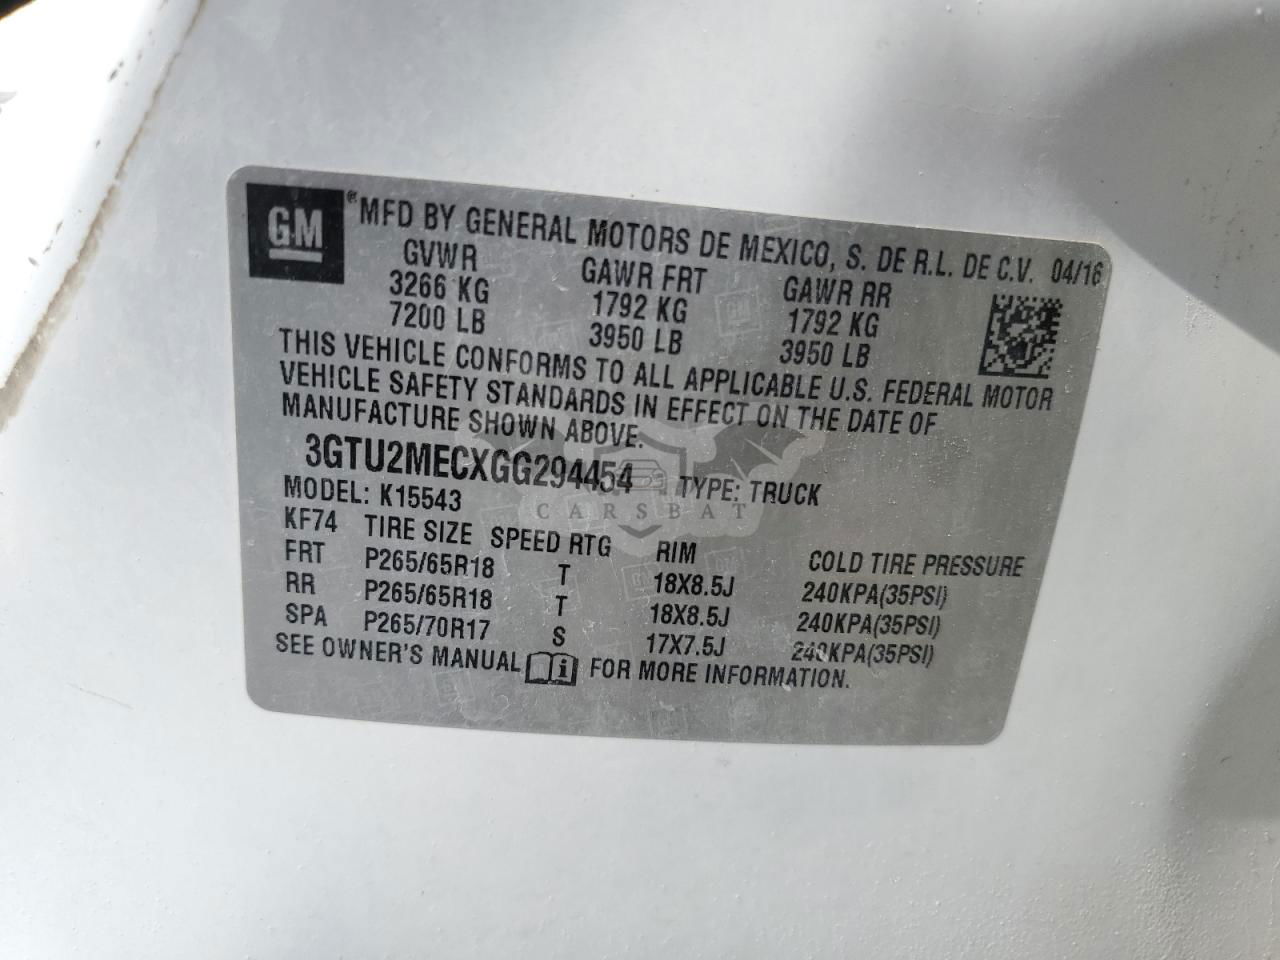 GM ® MFD BY GENERAL MOTORS DE MEXICO, S. DE R.L. DE C.V. 04/16
GVWR GAWR FRT GAWR RR
3266 KG 1792 KG 1792 KG
7200 LB 3950 LB 3950 LB
THIS VEHICLE CONFORMS TO ALL APPLICABLE U.S. FEDERAL MOTOR
VEHICLE SAFETY STANDARDS IN EFFECT ON THE DATE OF
MANUFACTURE SHOWN ABOVE.
3GTU2MECXGG294454 TYPE: TRUCK
CARSBAT
MODEL: K15543
KF74 TIRE SIZE SPEED RTG RIM COLD TIRE PRESSURE
FRT P265/65R18 T 18X8.5J 240KPA(35PSI)
RR P265/65R18 T 18X8.5J 240KPA(35PSI)
SPA P265/70R17 S 17X7.5J 240KPA(35PSI)
SEE OWNER'S MANUAL i FOR MORE INFORMATION.